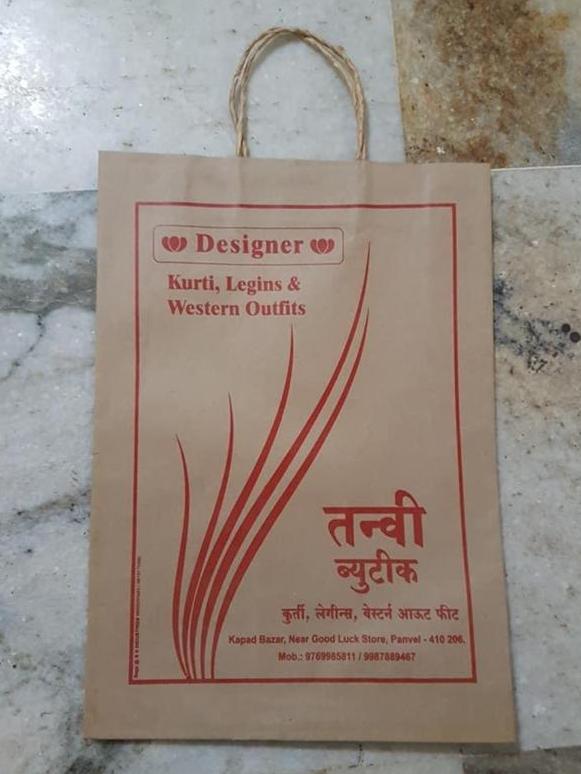 Designer
Kurti, Legins &
Western Outfits
तन्वी
ब्युटीक
कुर्ती, लेगीन्स, वेस्टर्न आऊट फीट
Kapad Bazar, Near Good Luck Store, Panvel - 410 206.
Mob.: 9769985811 / 9987889467